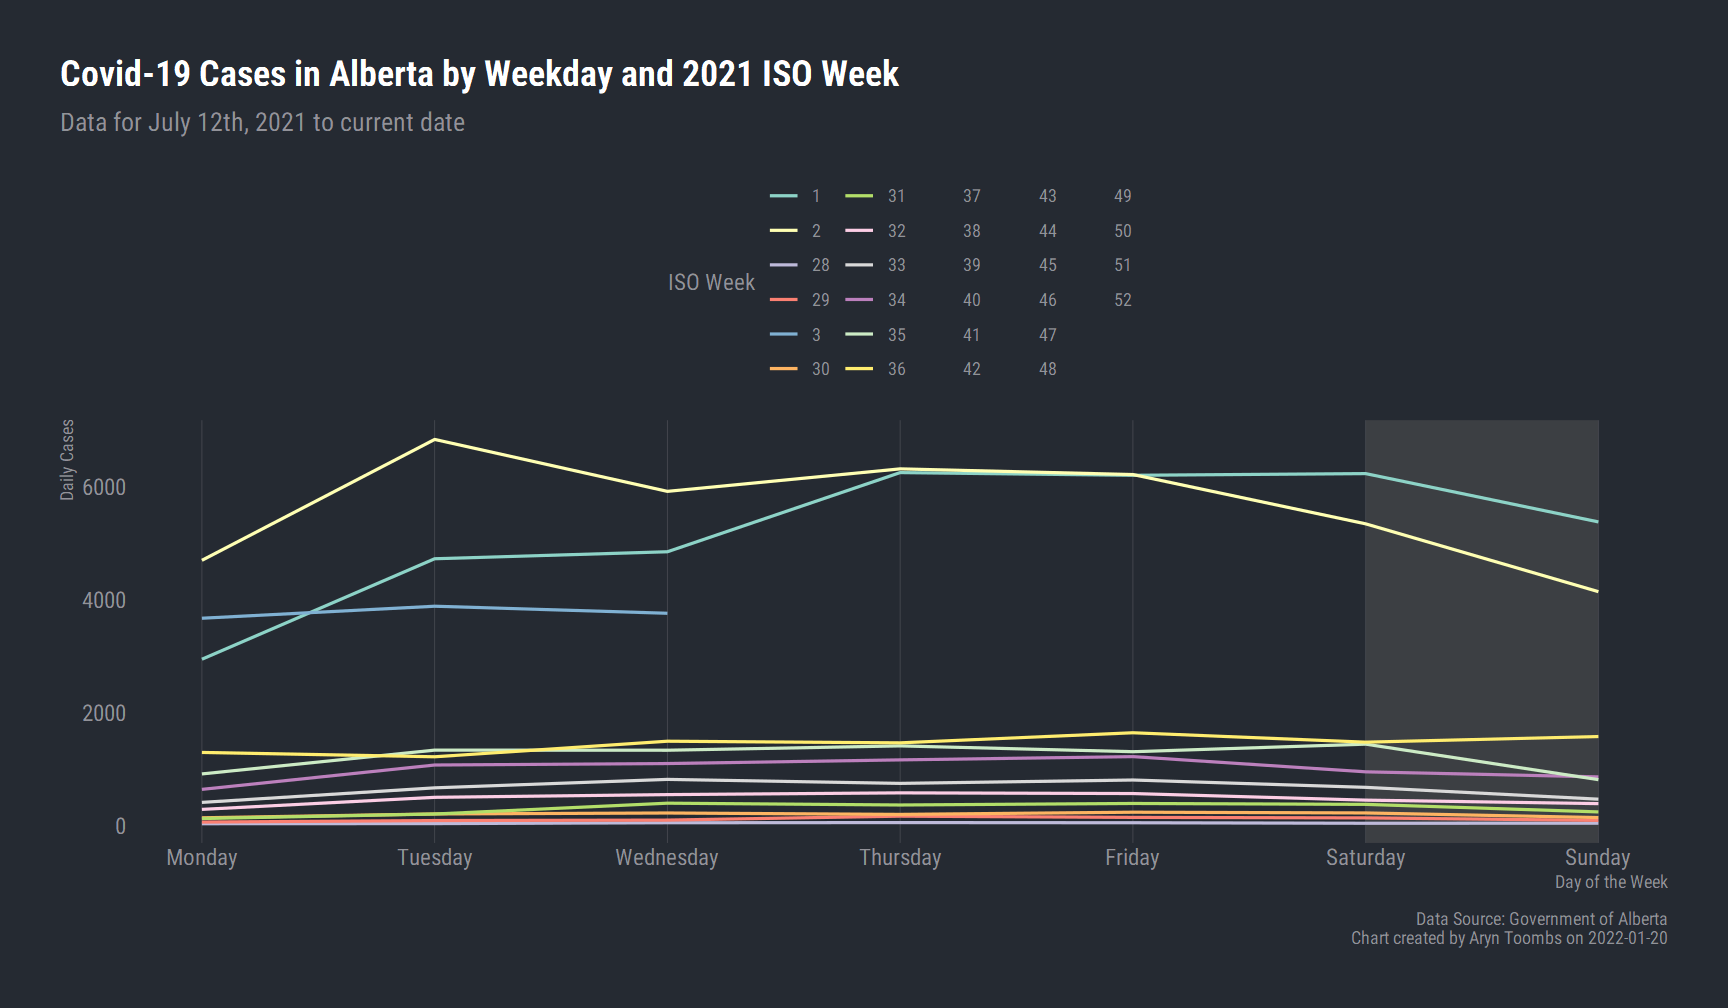 Covid-19 Cases in Alberta by Weekday and 2021 ISO Week
Data for July 12th, 2021 to current date
ISO Week
1 31 37 43 49
2 32 38 44 50
28 33 39 45 51
29 34 40 46 52
3 35 41 47
30 36 42 48
Daily Cases
6000
4000
2000
0
Monday Tuesday Wednesday Thursday Friday Saturday Sunday
Day of the Week
Data Source: Government of Alberta
Chart created by Aryn Toombs on 2022-01-20